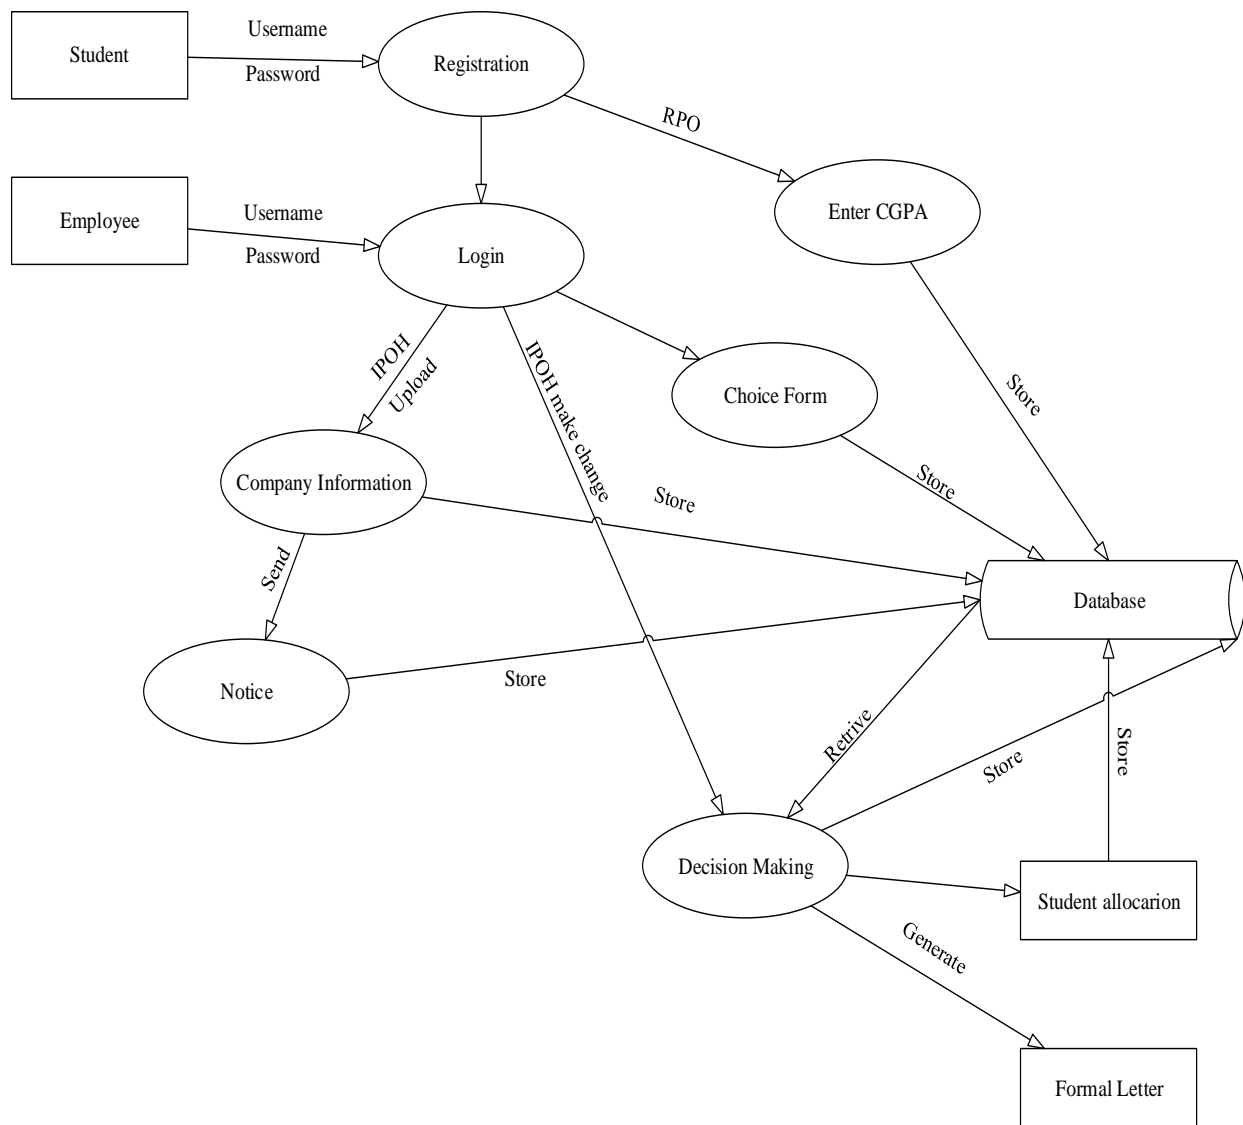 Student
Username
Password
Registration
RPO
Employee
Username
Password
Login
Enter CGPA
IPOH
Upload
IPOH make change
Choice Form
Store
Company Information
Store
Store
Send
Database
Notice
Store
Retrive
Store
Store
Decision Making
Student allocarion
Generate
Formal Letter